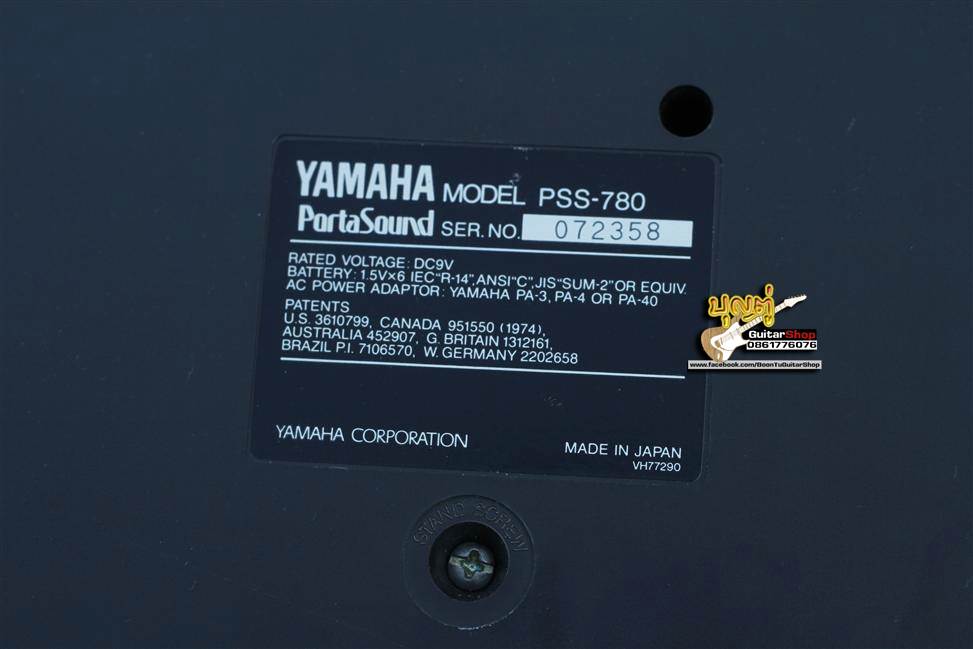 YAMAHA MODEL PSS-780
PortaSound SER. NO. 072358
RATED VOLTAGE: DC9V
BATTERY: 1.5V×6 IEC“R-14”, ANSI“C”, JIS“SUM-2” OR EQUIV.
AC POWER ADAPTOR: YAMAHA PA-3, PA-4 OR PA-40
PATENTS
U.S. 3610799, CANADA 951550 (1974),
AUSTRALIA 452907, G. BRITAIN 1312161,
BRAZIL P.I. 7106570, W. GERMANY 2202658
YAMAHA CORPORATION
MADE IN JAPAN
VH77290
STAND SCREW
บุญตู่
GuitarShop
0861776076
www.facebook.com/BoonTuGuitarShop